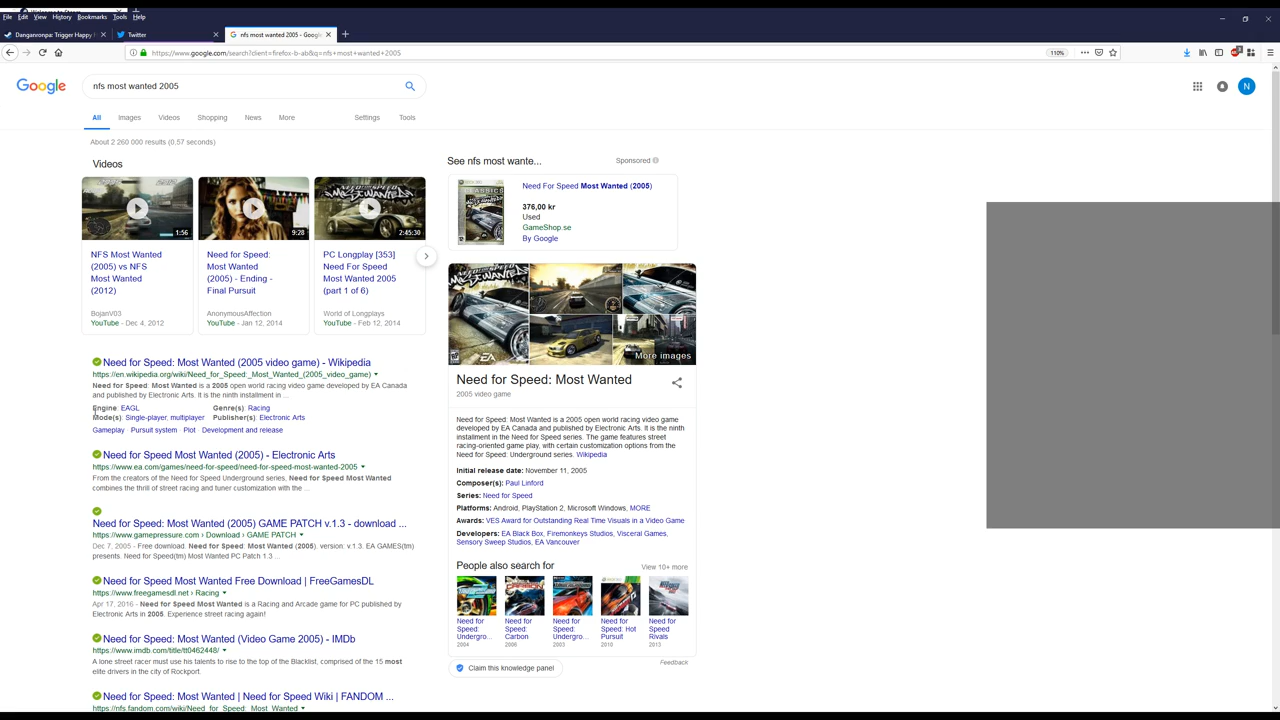 File Edit View History Bookmarks Tools Help
Danganronpa: Trigger Happy
Twitter
nfs most wanted 2005 - Google
https://www.google.com/search?client=firefox-b-ab&q=nfs+most+wanted+2005
110%
Google
nfs most wanted 2005
N
All Images Videos Shopping News More Settings Tools
About 2 260 000 results (0.57 seconds)
Videos
1:56
9:28
2:45:30
NFS Most Wanted
(2005) vs NFS
Most Wanted
(2012)
BojanV03
YouTube - Dec 4, 2012
Need for Speed:
Most Wanted
(2005) - Ending -
Final Pursuit
AnonymousAffection
YouTube - Jan 12, 2014
PC Longplay [353]
Need For Speed
Most Wanted 2005
(part 1 of 6)
World of Longplays
YouTube - Feb 12, 2014
Need for Speed: Most Wanted (2005 video game) - Wikipedia
https://en.wikipedia.org/wiki/Need_for_Speed:_Most_Wanted_(2005_video_game)
Need for Speed: Most Wanted is a 2005 open world racing video game developed by EA Canada
and published by Electronic Arts. It is the ninth installment in ...
Engine: EAGL Genre(s): Racing
Mode(s): Single-player, multiplayer Publisher(s): Electronic Arts
Gameplay · Pursuit system · Plot · Development and release
Need for Speed Most Wanted (2005) - Electronic Arts
https://www.ea.com/games/need-for-speed/need-for-speed-most-wanted-2005
From the creators of the Need for Speed Underground series, Need for Speed Most Wanted
combines the thrill of street racing and tuner customization with the ...
Need for Speed: Most Wanted (2005) GAME PATCH v.1.3 - download ...
https://www.gamepressure.com › Download › GAME PATCH
Dec 7, 2005 - Free download. Need for Speed: Most Wanted (2005). version: v.1.3. EA GAMES(tm)
presents. Need for Speed(tm) Most Wanted PC Patch 1.3 ...
Need for Speed Most Wanted Free Download | FreeGamesDL
https://www.freegamesdl.net › Racing
Apr 17, 2016 - Need for Speed Most Wanted is a Racing and Arcade game for PC published by
Electronic Arts in 2005. Experience street racing again!
Need for Speed: Most Wanted (Video Game 2005) - IMDb
https://www.imdb.com/title/tt0462448/
A lone street racer must use his talents to rise to the top of the Blacklist, comprised of the 15 most
elite drivers in the city of Rockport.
Need for Speed: Most Wanted | Need for Speed Wiki | FANDOM ...
https://nfs.fandom.com/wiki/Need_for_Speed:_Most_Wanted
See nfs most wante... Sponsored
Need For Speed Most Wanted (2005)
376,00 kr
Used
GameShop.se
By Google
More images
Need for Speed: Most Wanted
2005 video game
Need for Speed: Most Wanted is a 2005 open world racing video game
developed by EA Canada and published by Electronic Arts. It is the ninth
installment in the Need for Speed series. The game features street
racing-oriented game play, with certain customization options from the
Need for Speed: Underground series. Wikipedia
Initial release date: November 11, 2005
Composer(s): Paul Linford
Series: Need for Speed
Platforms: Android, PlayStation 2, Microsoft Windows, MORE
Awards: VES Award for Outstanding Real Time Visuals in a Video Game
Developers: EA Black Box, Firemonkeys Studios, Visceral Games,
Sensory Sweep Studios, EA Vancouver
People also search for View 10+ more
Need for
Speed:
Undergro...
2004
Need for
Speed:
Carbon
2006
Need for
Speed:
Undergro...
2003
Need for
Speed: Hot
Pursuit
2010
Need for
Speed
Rivals
2013
Feedback
Claim this knowledge panel